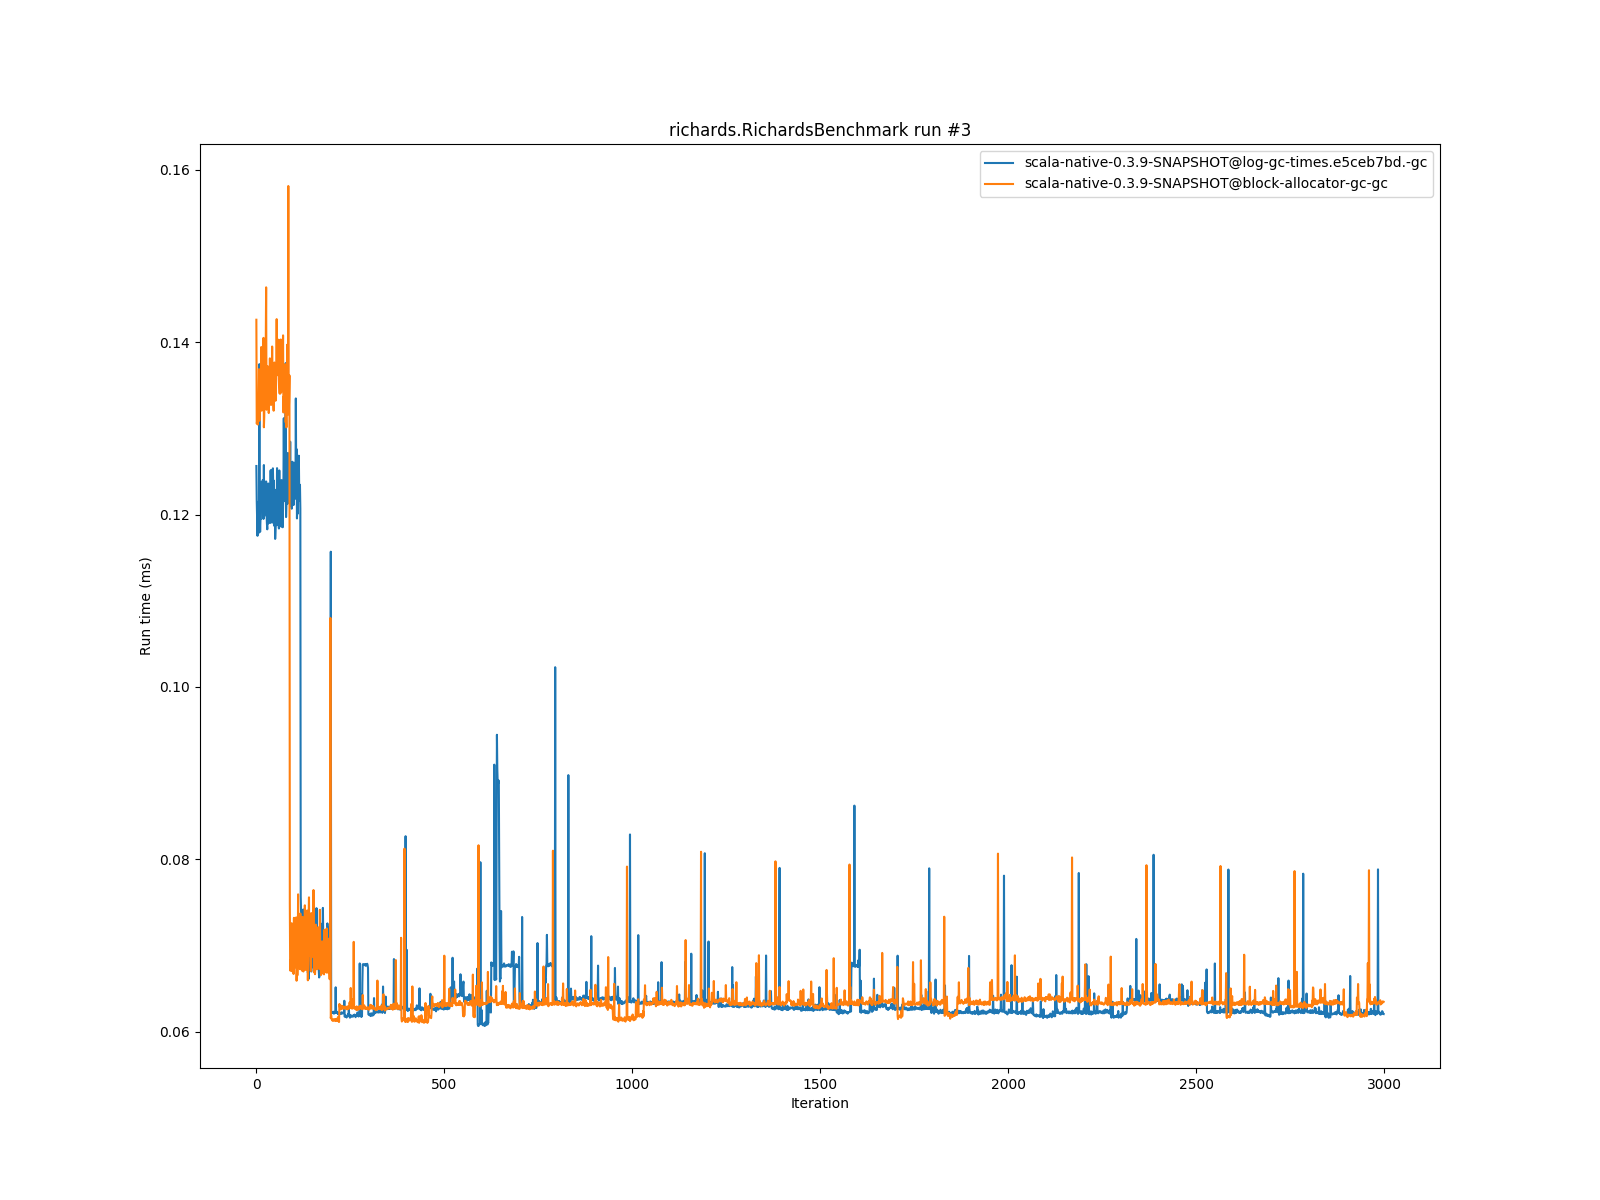 richards.RichardsBenchmark run #3
scala-native-0.3.9-SNAPSHOT@log-gc-times.e5ceb7bd.-gc
scala-native-0.3.9-SNAPSHOT@block-allocator-gc-gc
Run time (ms)
0.16
0.14
0.12
0.10
0.08
0.06
0
500
1000
1500
2000
2500
3000
Iteration